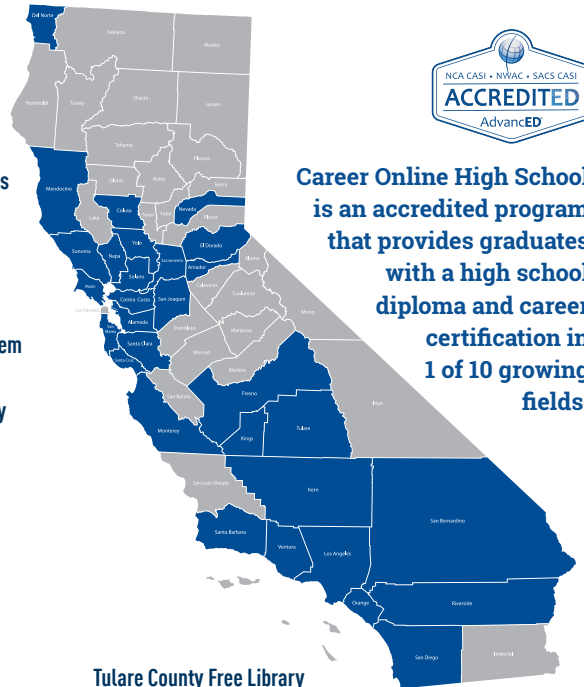 Del Norte
Siskiyou
Modoc
Humboldt
Trinity
Shasta
Lassen
Tehama
Plumas
Mendocino
Glenn
Butte
Sierra
Lake
Colusa
Sutter
Yuba
Nevada
Placer
Sonoma
Napa
Yolo
Sacramento
El Dorado
Alpine
Amador
Solano
Marin
Contra Costa
San Joaquin
Calaveras
Tuolumne
Mono
San Francisco
Alameda
San Mateo
Stanislaus
Mariposa
Santa Clara
Santa Cruz
Merced
Madera
San Benito
Fresno
Inyo
Monterey
Kings
Tulare
San Luis Obispo
Kern
San Bernardino
Santa Barbara
Ventura
Los Angeles
Orange
Riverside
San Diego
Imperial
NCA CASI • NWAC • SACS CASI
ACCREDITED
AdvancED
Career Online High School
is an accredited program
that provides graduates
with a high school
diploma and career
certification in
1 of 10 growing
fields
s
em
y
Tulare County Free Library